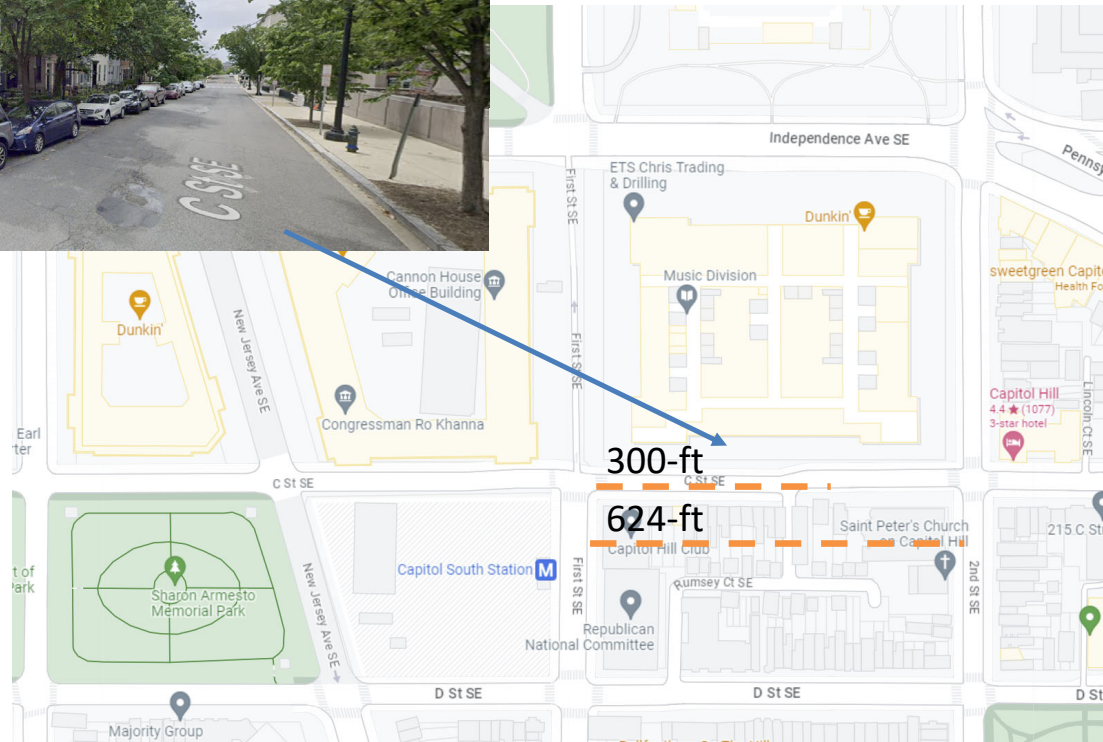 C St SE
Independence Ave SE
Pennsy
First St SE
ETS Chris Trading
& Drilling
Dunkin'
Cannon House
Office Building
Music Division
sweetgreen Capit
Health Fo
Dunkin'
New Jersey Ave SE
First St SE
Congressman Ro Khanna
Capitol Hill
4.4 ★ (1077)
3-star hotel
Lincoln Ct SE
Earl
ter
300-ft
C St SE
C St SE
624-ft
Capitol Hill Club
Saint Peter's Church
on Capitol Hill
215 C St
t of
Park
Sharon Armesto
Memorial Park
New Jersey Ave SE
Capitol South Station M
First St SE
Rumsey Ct SE
2nd St SE
Republican
National Committee
D St SE
D St SE
D St
Majority Group